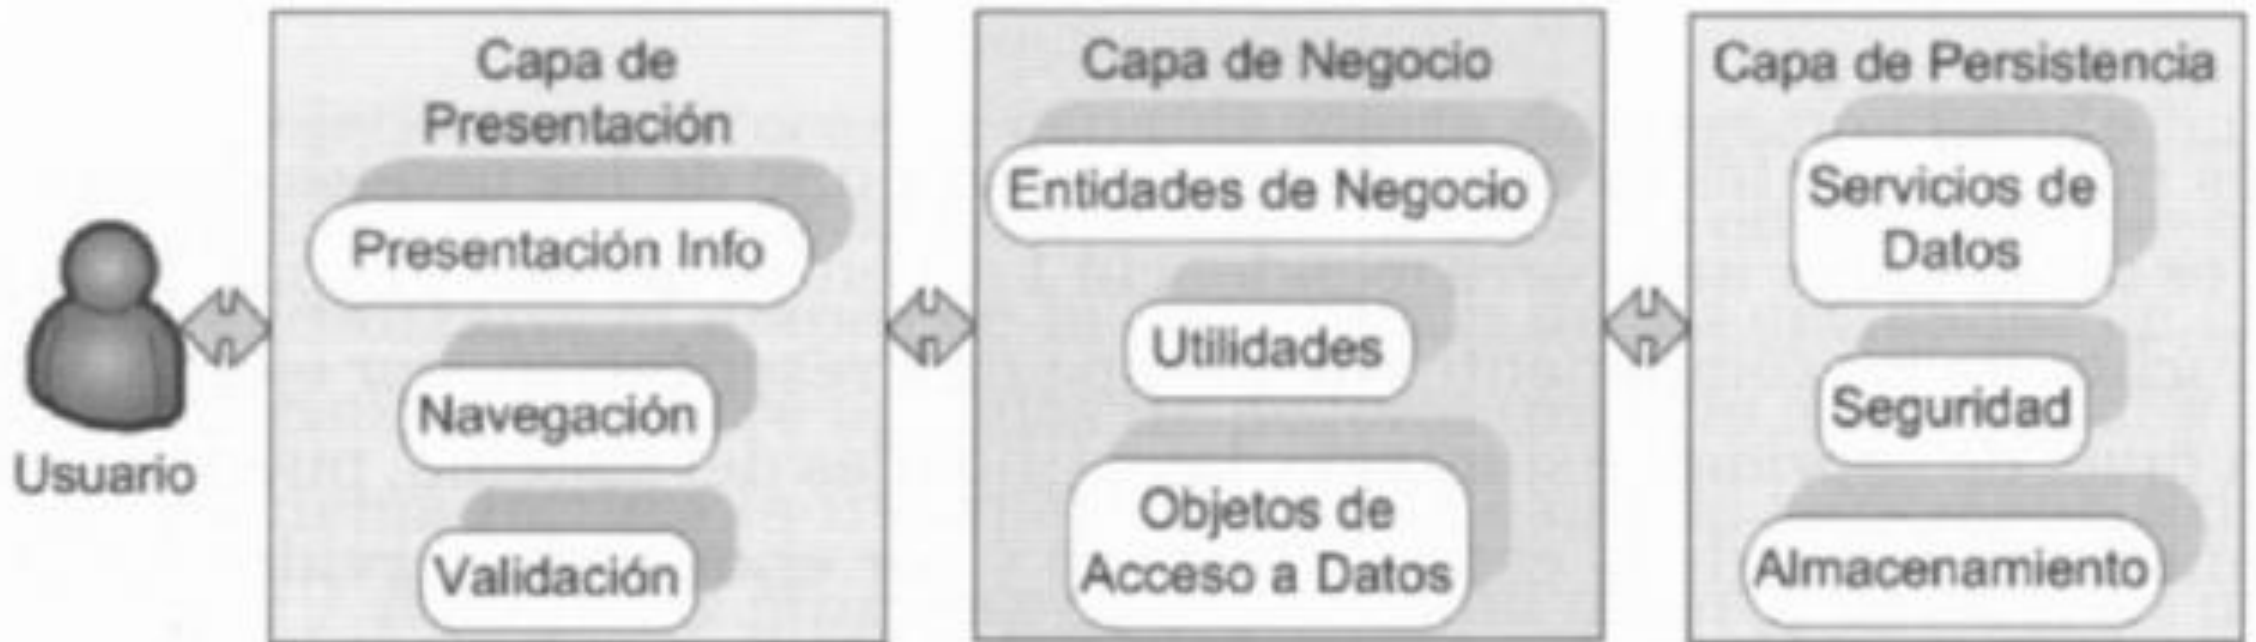 Usuario
Capa de
Presentación
Presentación Info
Navegación
Validación
Capa de Negocio
Entidades de Negocio
Utilidades
Objetos de
Acceso a Datos
Capa de Persistencia
Servicios de
Datos
Seguridad
Almacenamiento